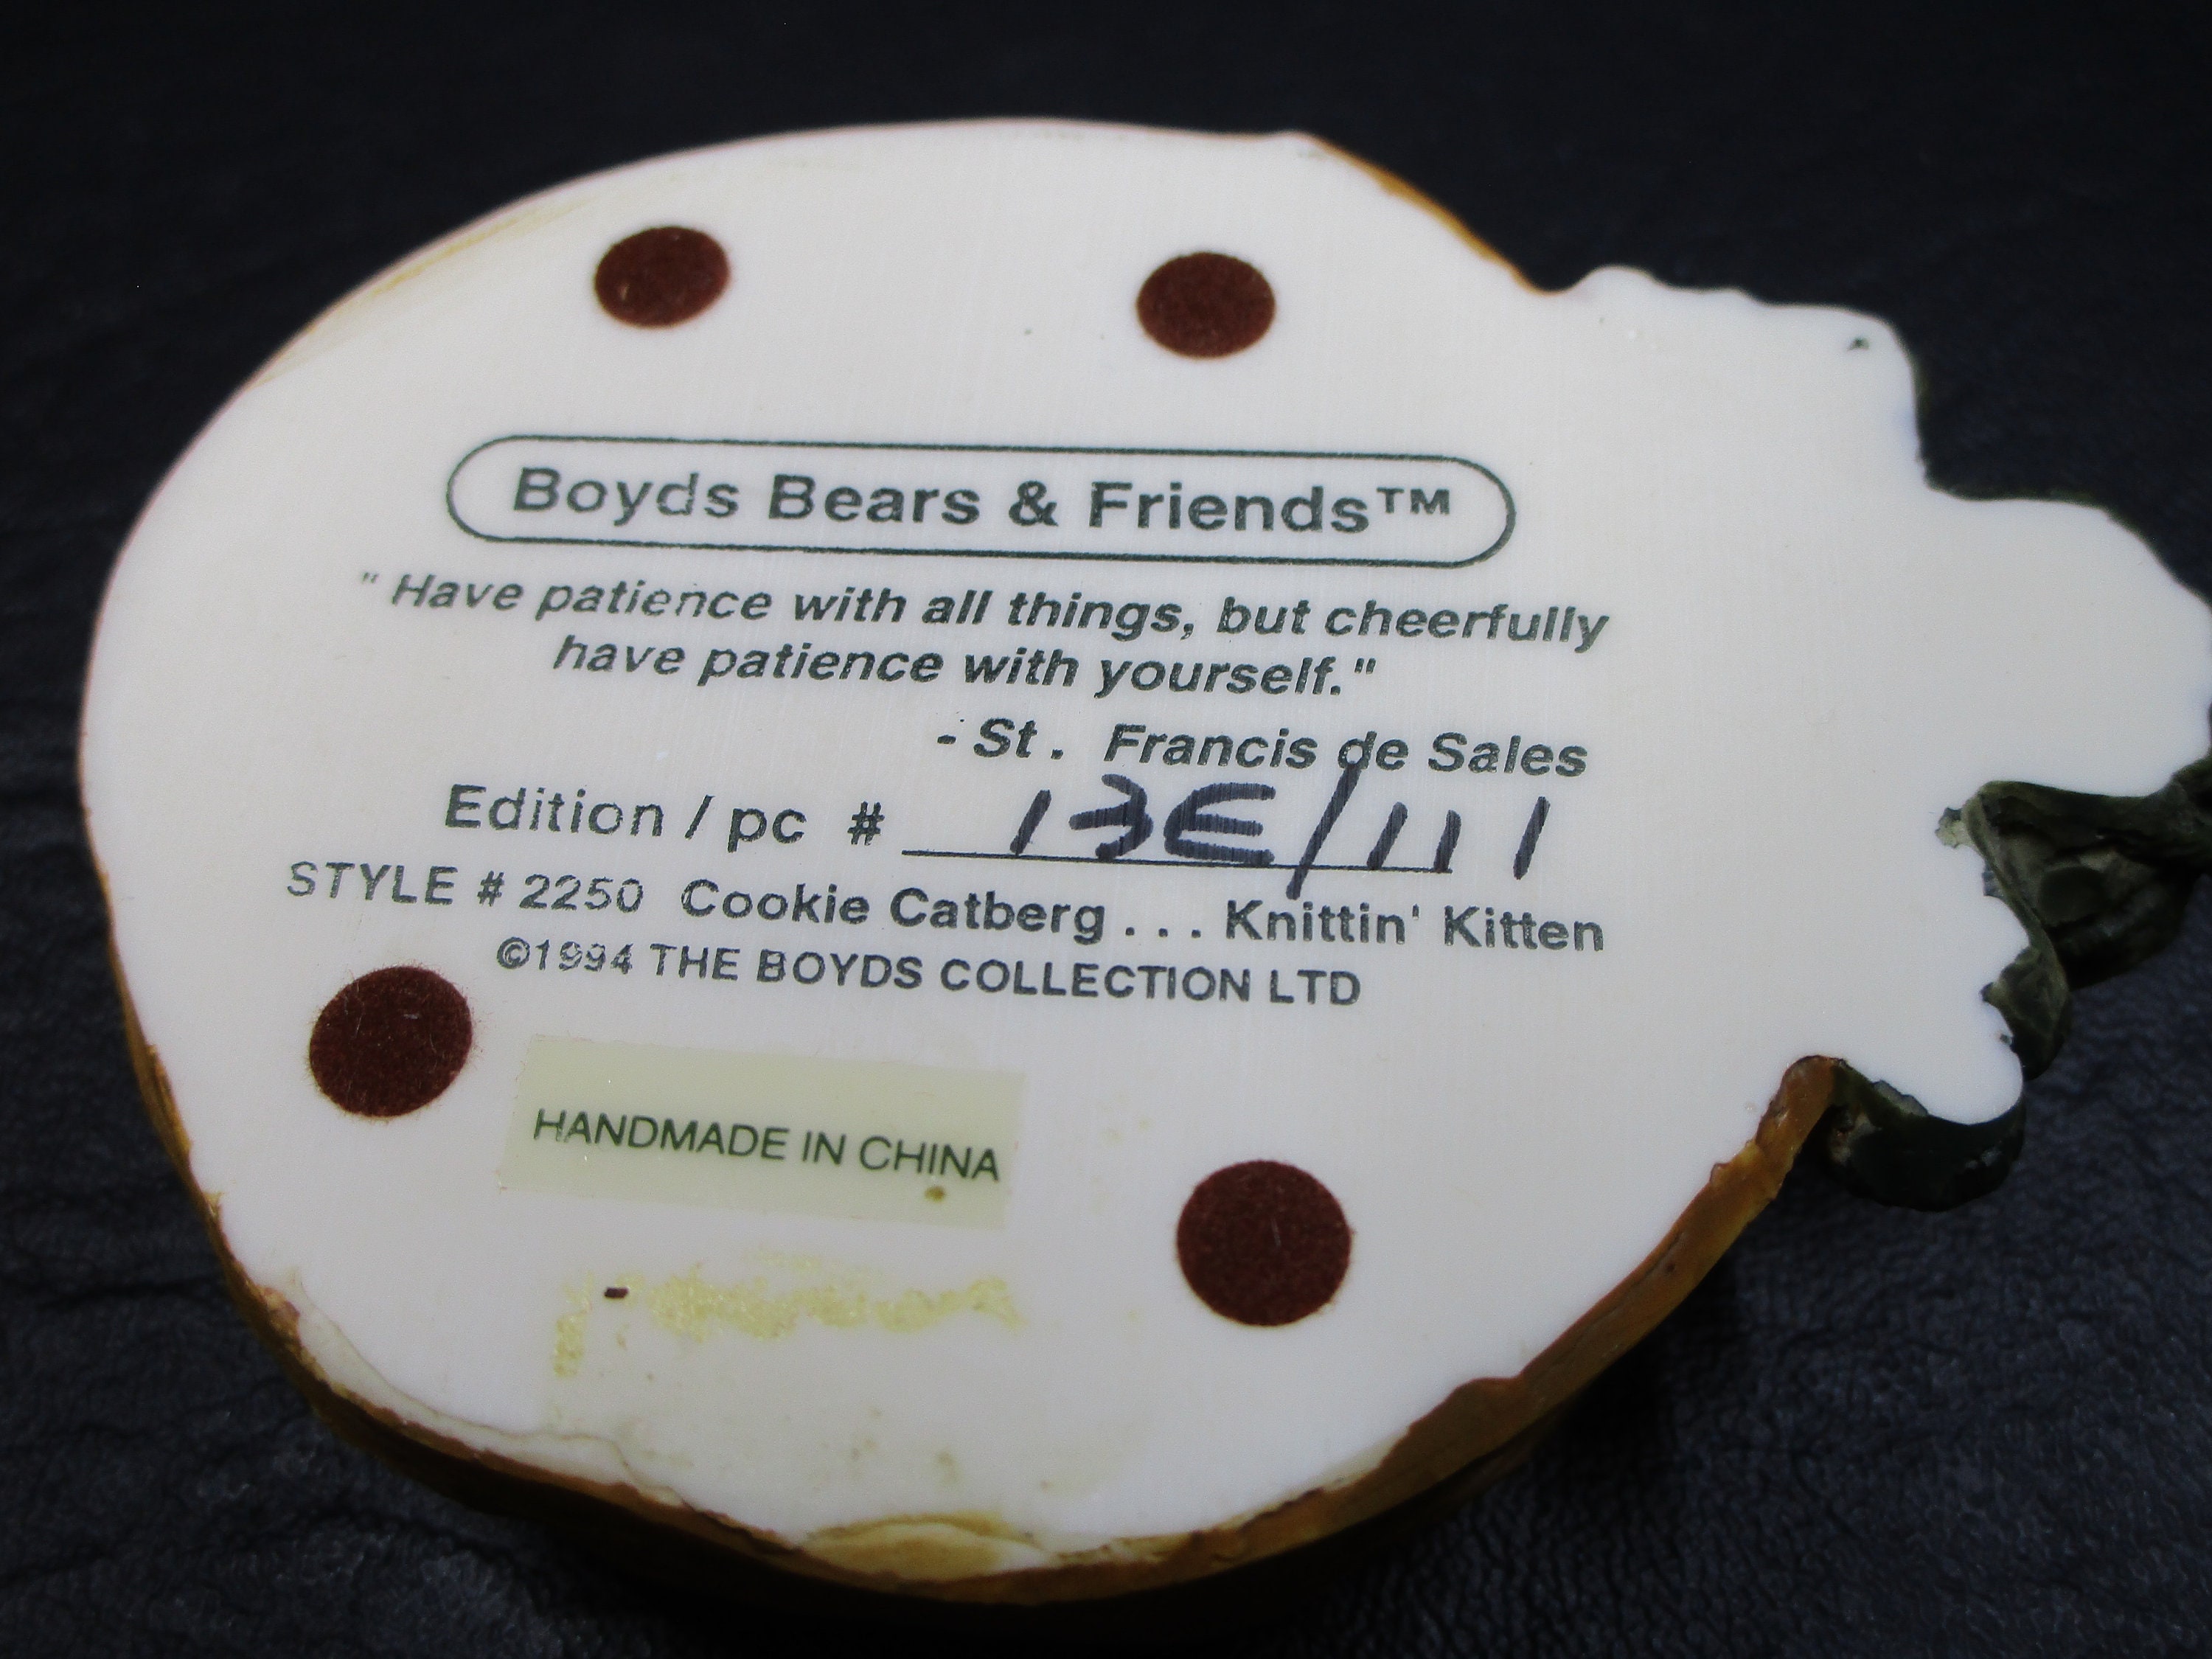 Boyds Bears & Friends™
" Have patience with all things, but cheerfully
have patience with yourself."
- St. Francis de Sales
Edition / pc # 13E/111
STYLE # 2250 Cookie Catberg . . . Knittin' Kitten
©1994 THE BOYDS COLLECTION LTD
HANDMADE IN CHINA